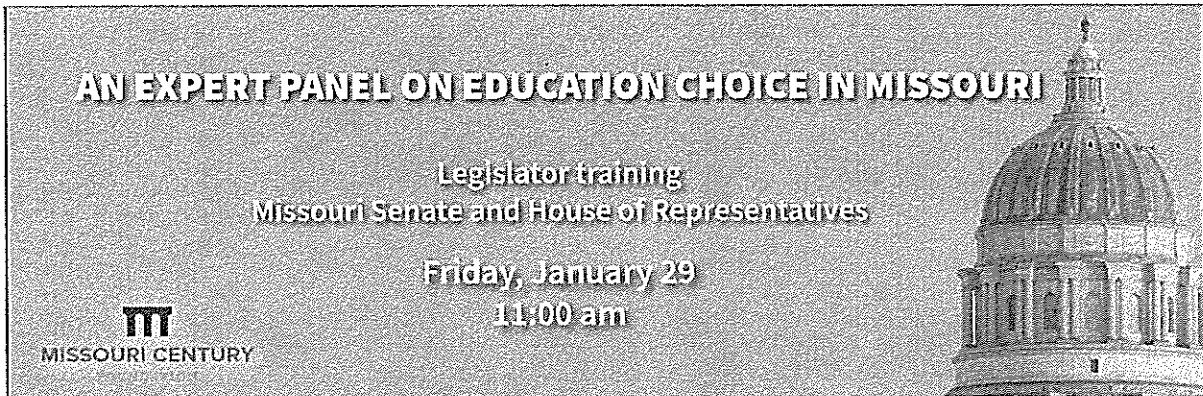 AN EXPERT PANEL ON EDUCATION CHOICE IN MISSOURI
Legislator training
Missouri Senate and House of Representatives
Friday, January 29
11:00 am
MISSOURI CENTURY